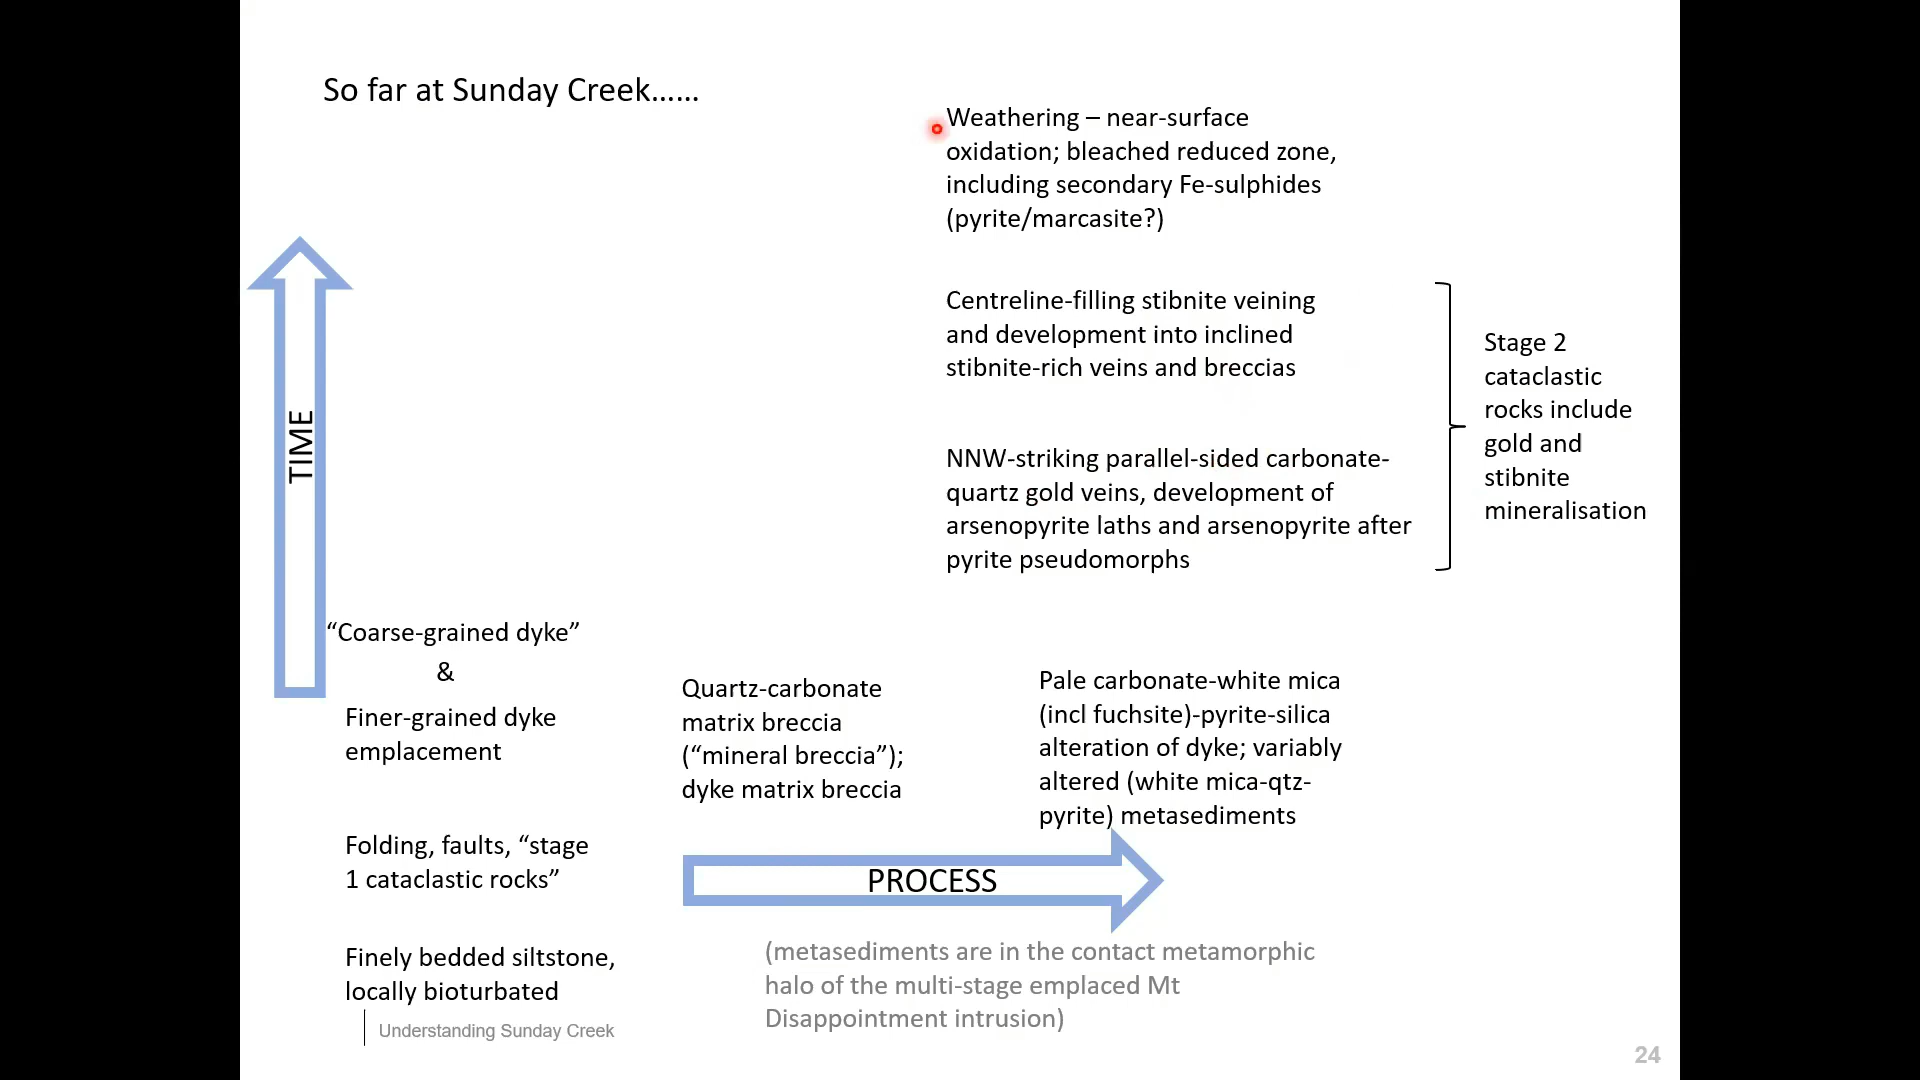 So far at Sunday Creek……
Weathering – near-surface
oxidation; bleached reduced zone,
including secondary Fe-sulphides
(pyrite/marcasite?)
Centreline-filling stibnite veining
and development into inclined
stibnite-rich veins and breccias
Stage 2
cataclastic
rocks include
gold and
stibnite
mineralisation
NNW-striking parallel-sided carbonate-
quartz gold veins, development of
arsenopyrite laths and arsenopyrite after
pyrite pseudomorphs
TIME
“Coarse-grained dyke”
&
Finer-grained dyke
emplacement
Quartz-carbonate
matrix breccia
(“mineral breccia”);
dyke matrix breccia
Pale carbonate-white mica
(incl fuchsite)-pyrite-silica
alteration of dyke; variably
altered (white mica-qtz-
pyrite) metasediments
Folding, faults, “stage
1 cataclastic rocks”
PROCESS
Finely bedded siltstone,
locally bioturbated
(metasediments are in the contact metamorphic
halo of the multi-stage emplaced Mt
Disappointment intrusion)
Understanding Sunday Creek
24